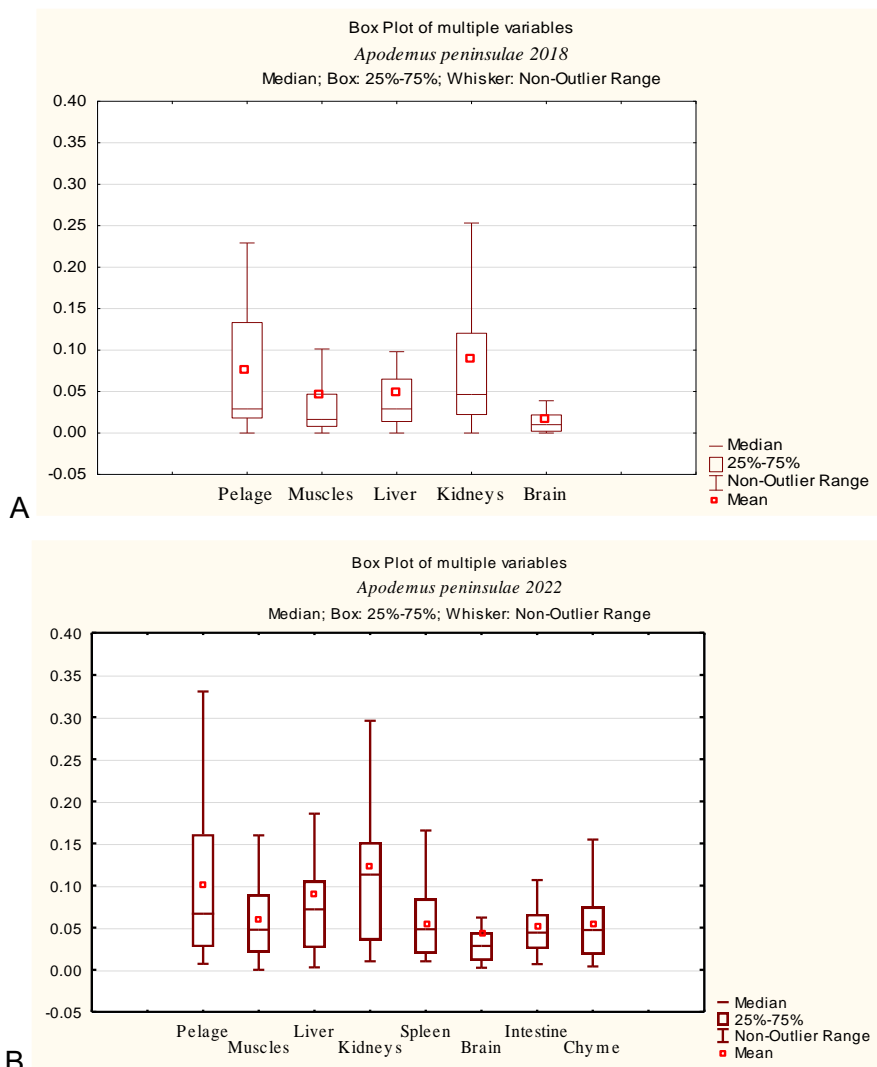 Box Plot of multiple variables
Apodemus peninsulae 2018
Median; Box: 25%-75%; Whisker: Non-Outlier Range
0.40
0.35
0.30
0.25
0.20
0.15
0.10
0.05
0.00
-0.05
Pelage Muscles Liver Kidneys Brain
Median
25%-75%
Non-Outlier Range
Mean
A
Box Plot of multiple variables
Apodemus peninsulae 2022
Median; Box: 25%-75%; Whisker: Non-Outlier Range
0.40
0.35
0.30
0.25
0.20
0.15
0.10
0.05
0.00
-0.05
Pelage Liver Spleen Intestine
Muscles Kidneys Brain Chyme
Median
25%-75%
Non-Outlier Range
Mean
B